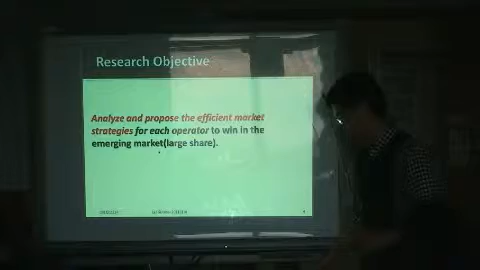 Research Objective
Analyze and propose the efficient market
strategies for each operator to win in the
emerging market(large share).